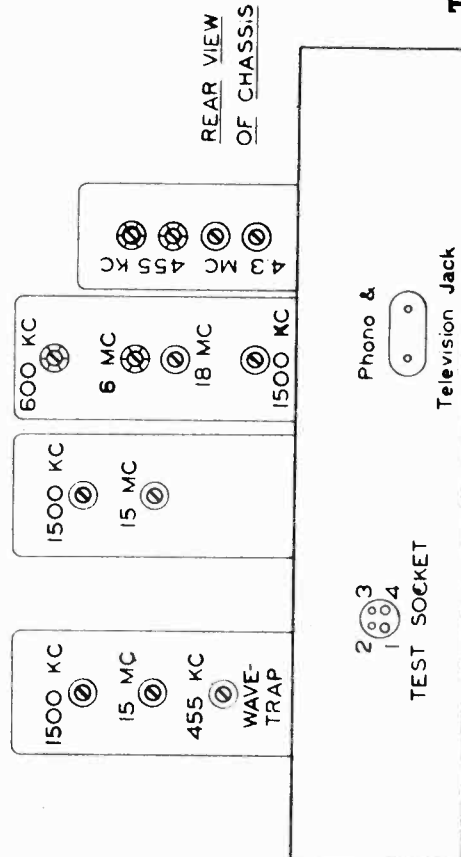 REAR VIEW
OF CHASSIS
1500 KC
15 MC
455 KC
WAVE-
TRAP
1500 KC
15 MC
600 KC
6 MC
18 MC
1500 KC
455 KC
4.3 MC
2 3
1 4
TEST SOCKET
Phono &
Television Jack